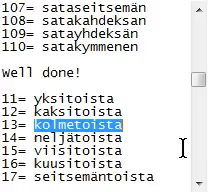 107= sataseitsemän
108= satakahdeksan
109= satayhdeksän
110= satakymmenen
Well done!
11= yksitoista
12= kaksitoista
13= kolmetoista
14= neljätoista
15= viisitoista
16= kuusitoista
17= seitsemäntoista